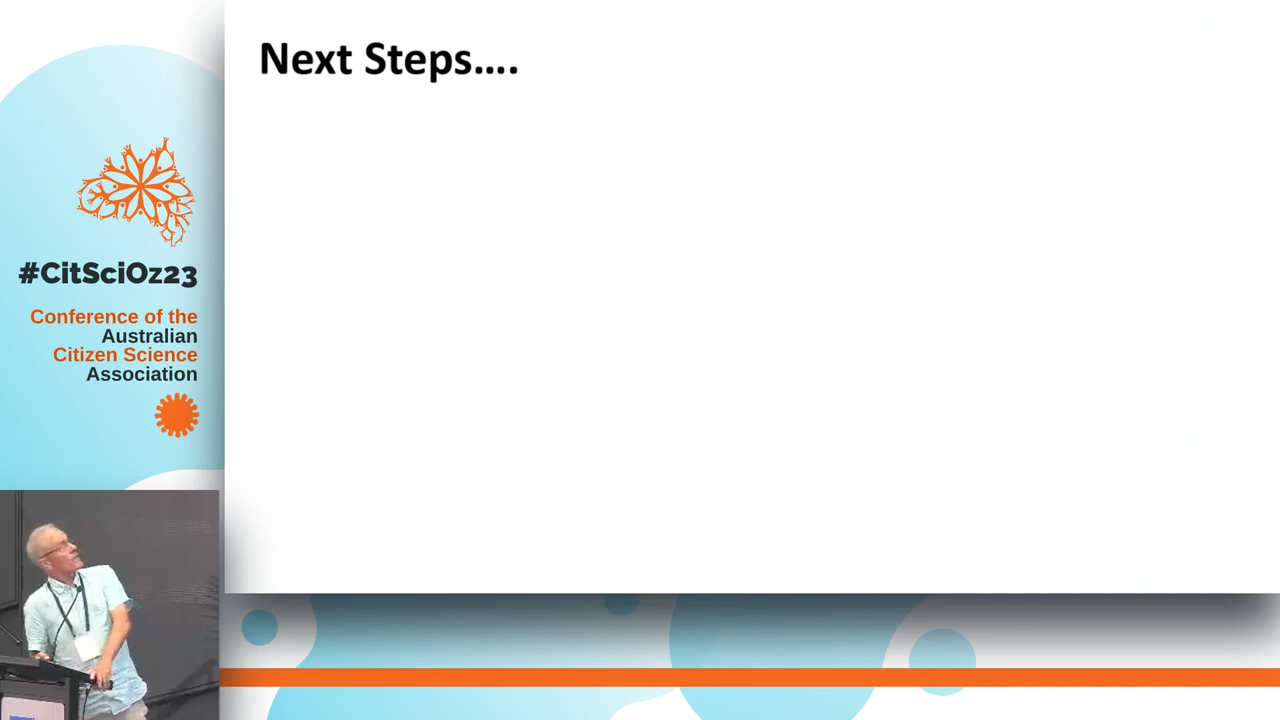 Next Steps....
#CitSciOz23
Conference of the
Australian
Citizen Science
Association